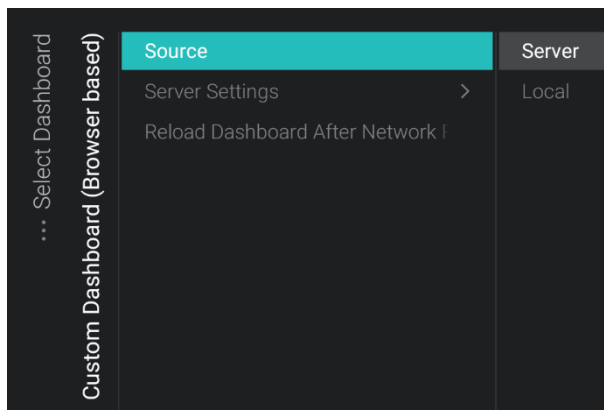 ... Select Dashboard
Custom Dashboard (Browser based)
Source
Server Settings >
Reload Dashboard After Network
Server
Local